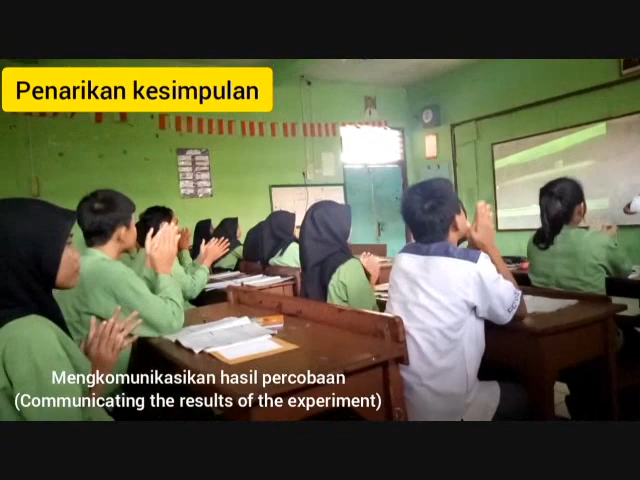 Penarikan kesimpulan
Mengkomunikasikan hasil percobaan
(Communicating the results of the experiment)